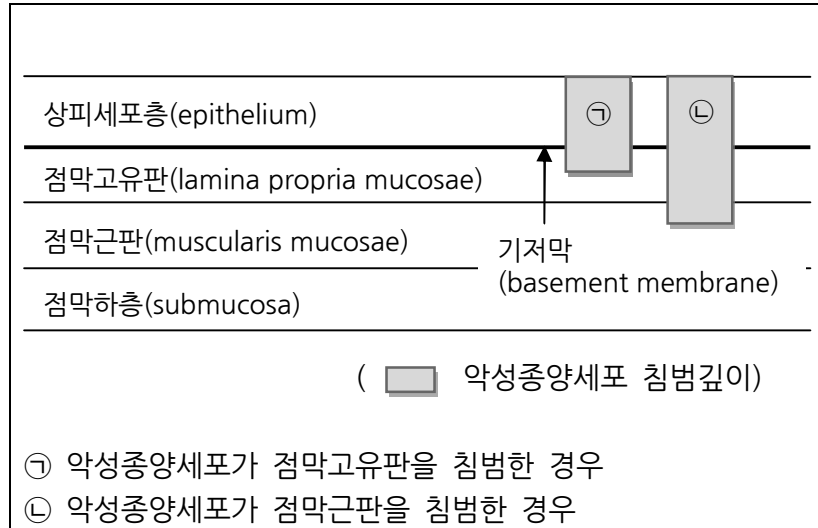 상피세포층(epithelium)
㉠
㉡
점막고유판(lamina propria mucosae)
점막근판(muscularis mucosae)
기저막
(basement membrane)
점막하층(submucosa)
( 악성종양세포 침범깊이)
㉠ 악성종양세포가 점막고유판을 침범한 경우
㉡ 악성종양세포가 점막근판을 침범한 경우